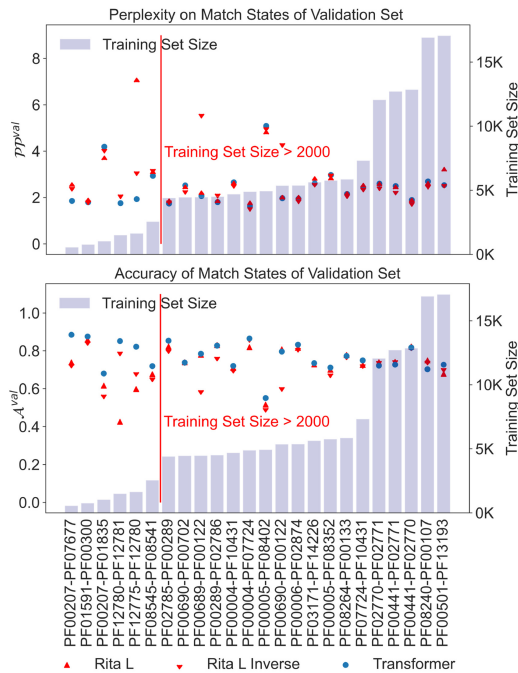 Perplexity on Match States of Validation Set
Training Set Size
Training Set Size > 2000
PP^val
8
6
4
2
0
15K
10K
5K
0K
Training Set Size
Accuracy of Match States of Validation Set
Training Set Size
Training Set Size > 2000
A^val
1.0
0.8
0.6
0.4
0.2
0.0
15K
10K
5K
0K
Training Set Size
PF00207-PF07677
PF01591-PF00300
PF00207-PF01835
PF12780-PF12781
PF12775-PF12780
PF08545-PF08541
PF02785-PF00289
PF00690-PF00702
PF00689-PF00122
PF00289-PF02786
PF00004-PF10431
PF00004-PF07724
PF00005-PF08402
PF00690-PF00122
PF00006-PF02874
PF03171-PF14226
PF00005-PF08352
PF08264-PF00133
PF07724-PF10431
PF02770-PF02771
PF00441-PF02771
PF00441-PF02770
PF08240-PF00107
PF00501-PF13193
Rita L
Rita L Inverse
Transformer